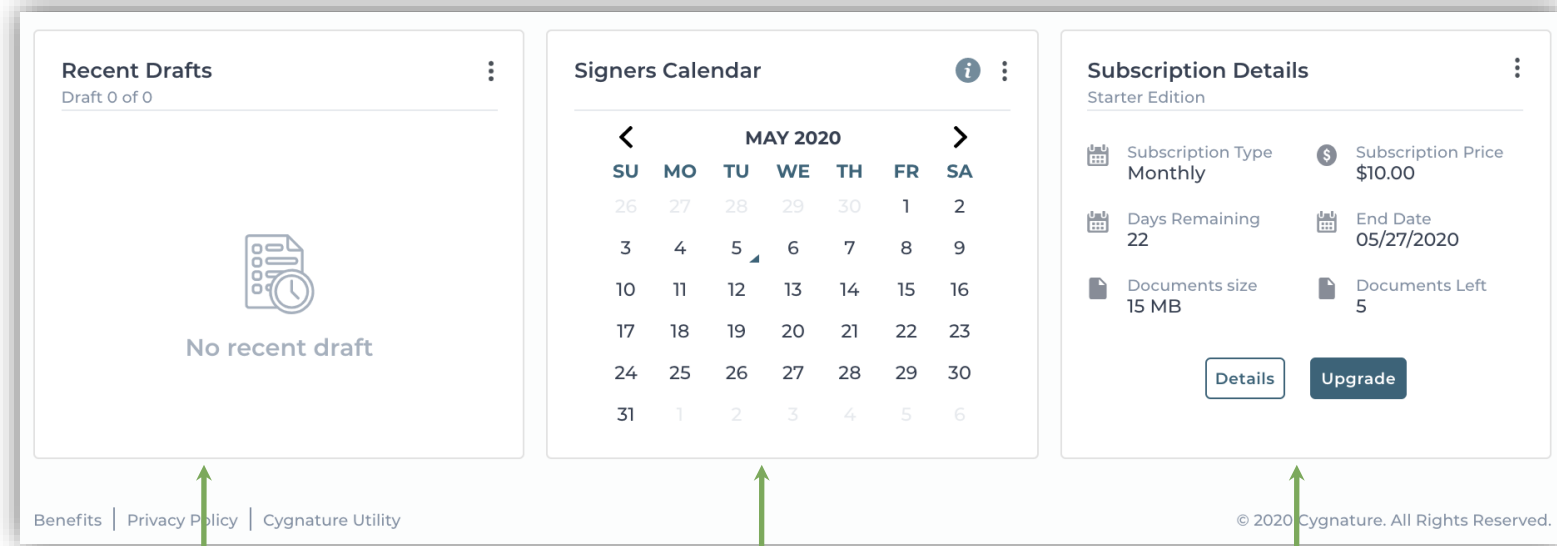 Recent Drafts
Draft 0 of 0
No recent draft
Signers Calendar
i
MAY 2020
SU MO TU WE TH FR SA
26 27 28 29 30 1 2
3 4 5 6 7 8 9
10 11 12 13 14 15 16
17 18 19 20 21 22 23
24 25 26 27 28 29 30
31 1 2 3 4 5 6
Subscription Details
Starter Edition
Subscription Type
Monthly
$ Subscription Price
$10.00
Days Remaining
22
End Date
05/27/2020
Documents size
15 MB
Documents Left
5
Details Upgrade
Benefits | Privacy Policy | Cygnature Utility
© 2020 Cygnature. All Rights Reserved.